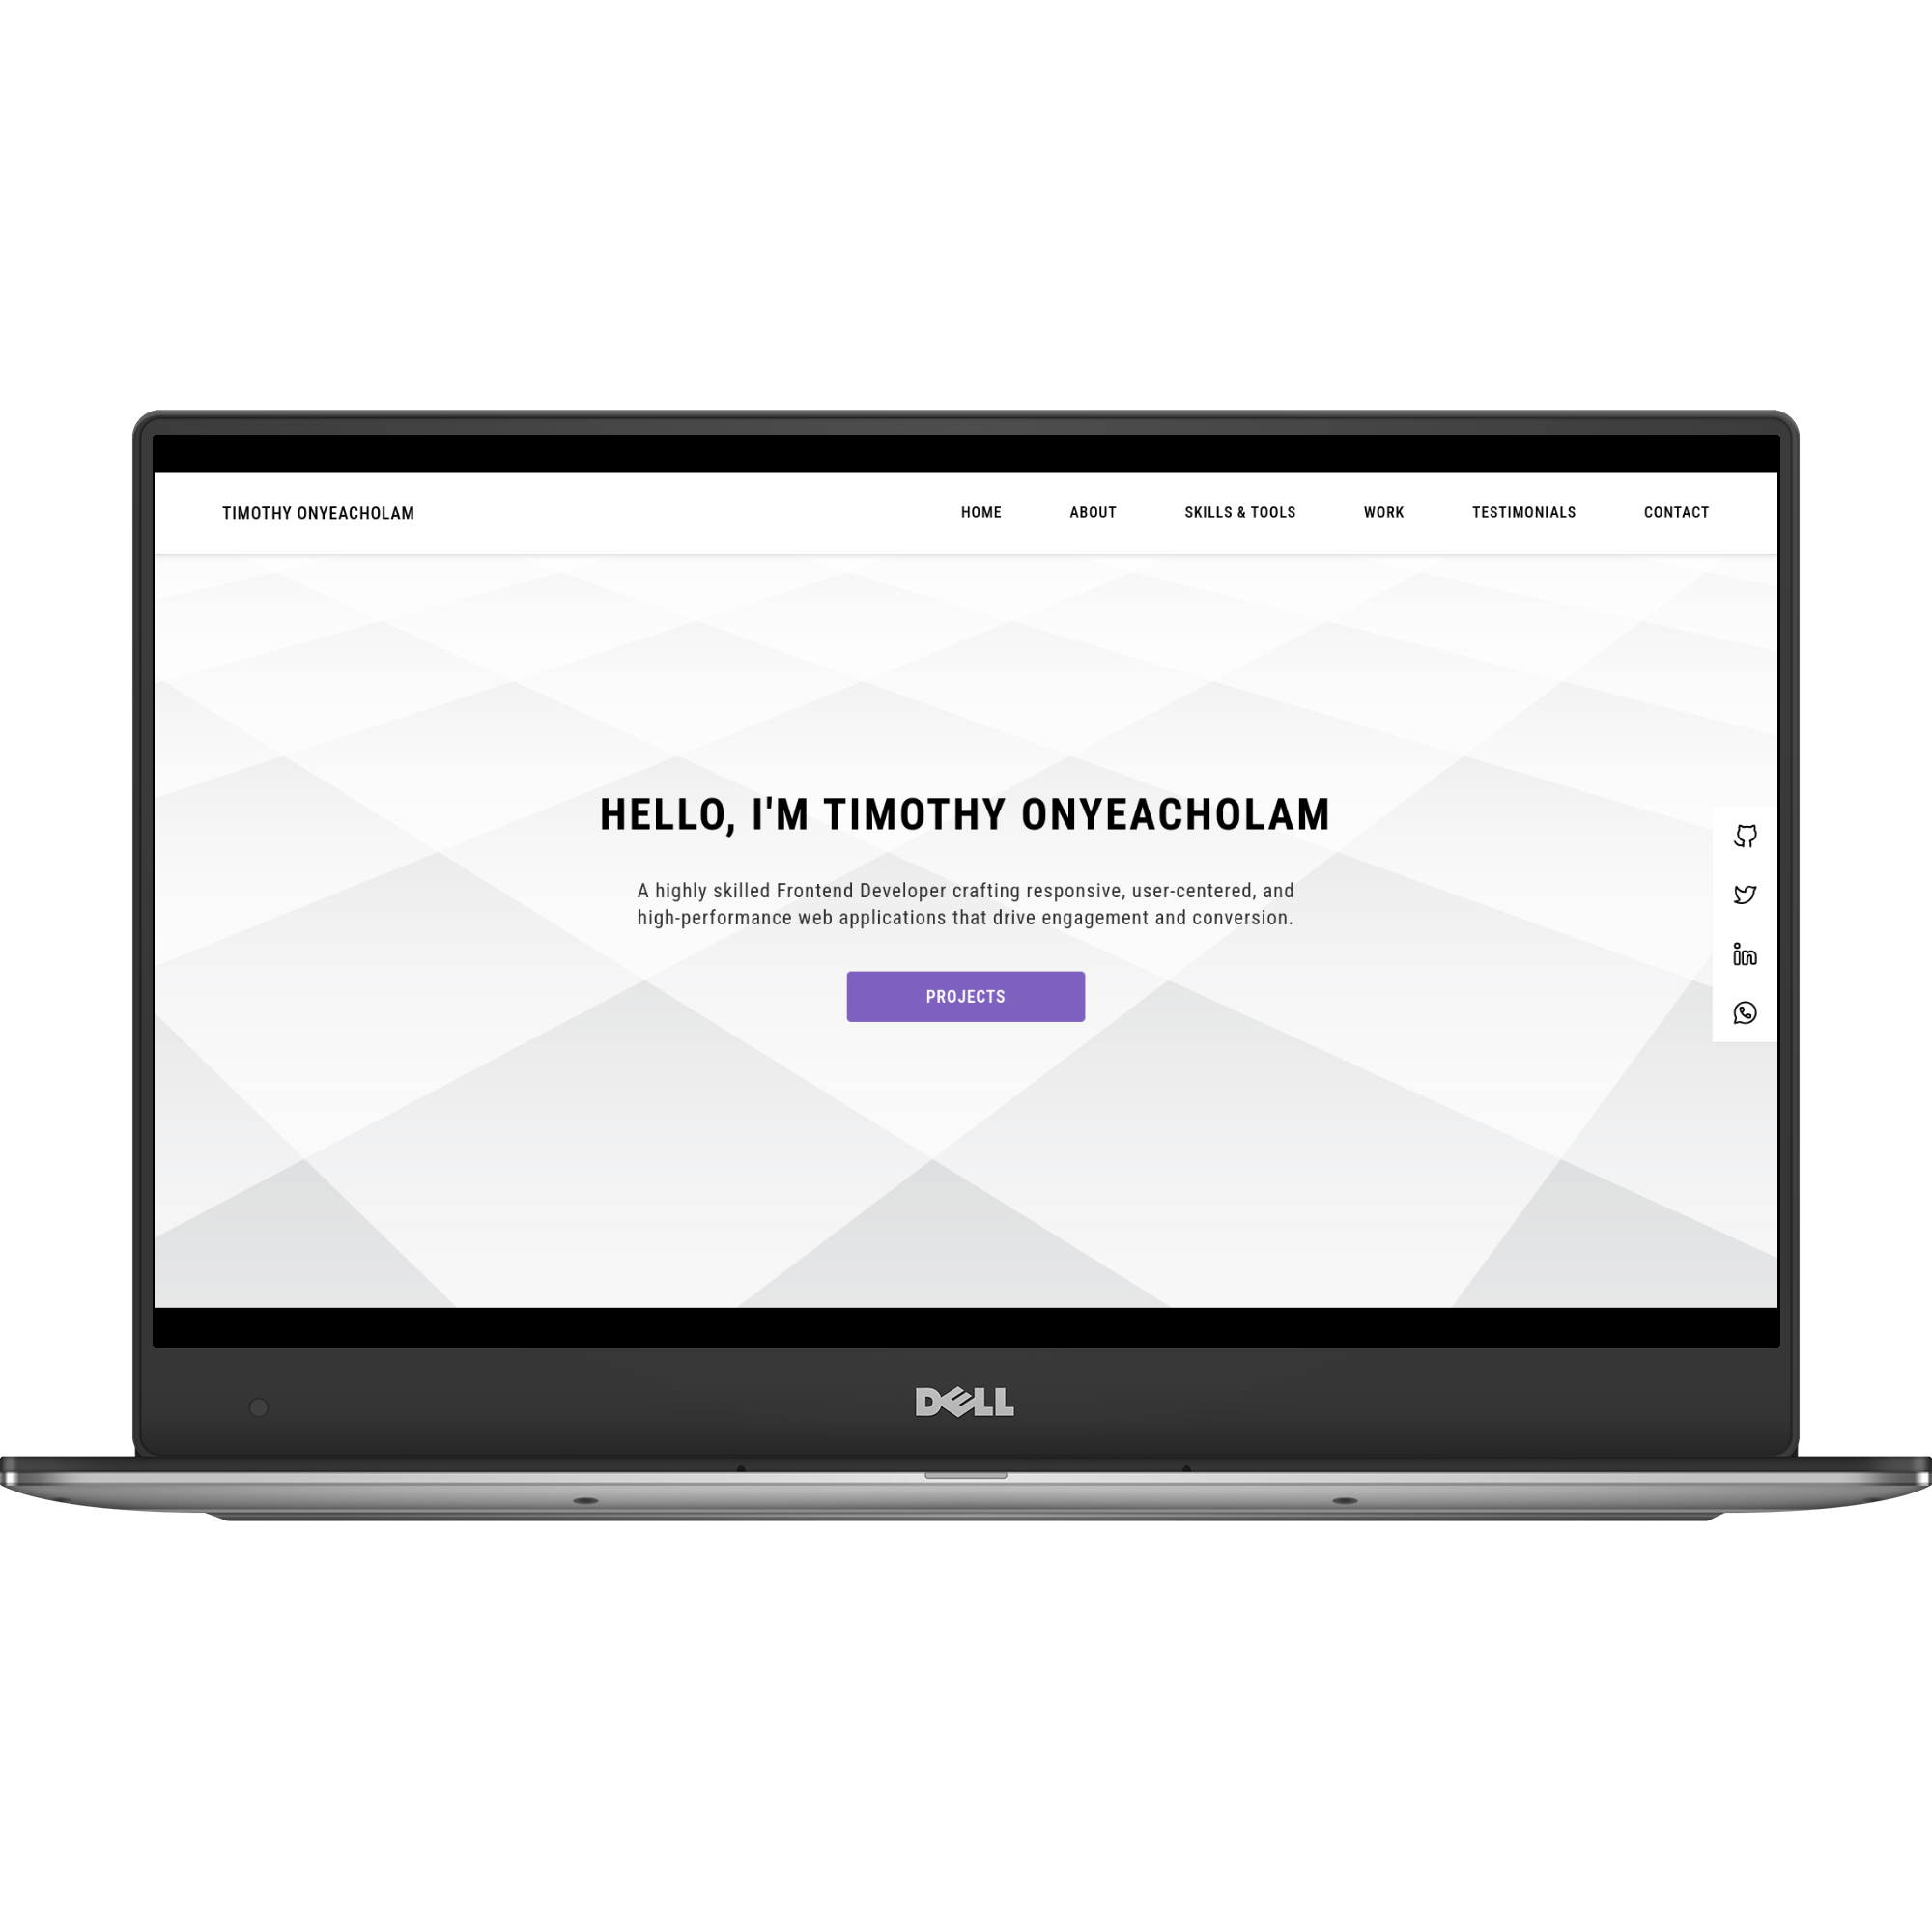 TIMOTHY ONYEACHOLAM
HOME ABOUT SKILLS & TOOLS WORK TESTIMONIALS CONTACT
HELLO, I'M TIMOTHY ONYEACHOLAM
A highly skilled Frontend Developer crafting responsive, user-centered, and
high-performance web applications that drive engagement and conversion.
PROJECTS
in
DELL